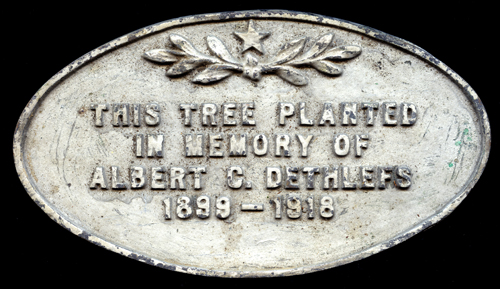 THIS TREE PLANTED
IN MEMORY OF
ALBERT C. DETHLEFS
1899-1918